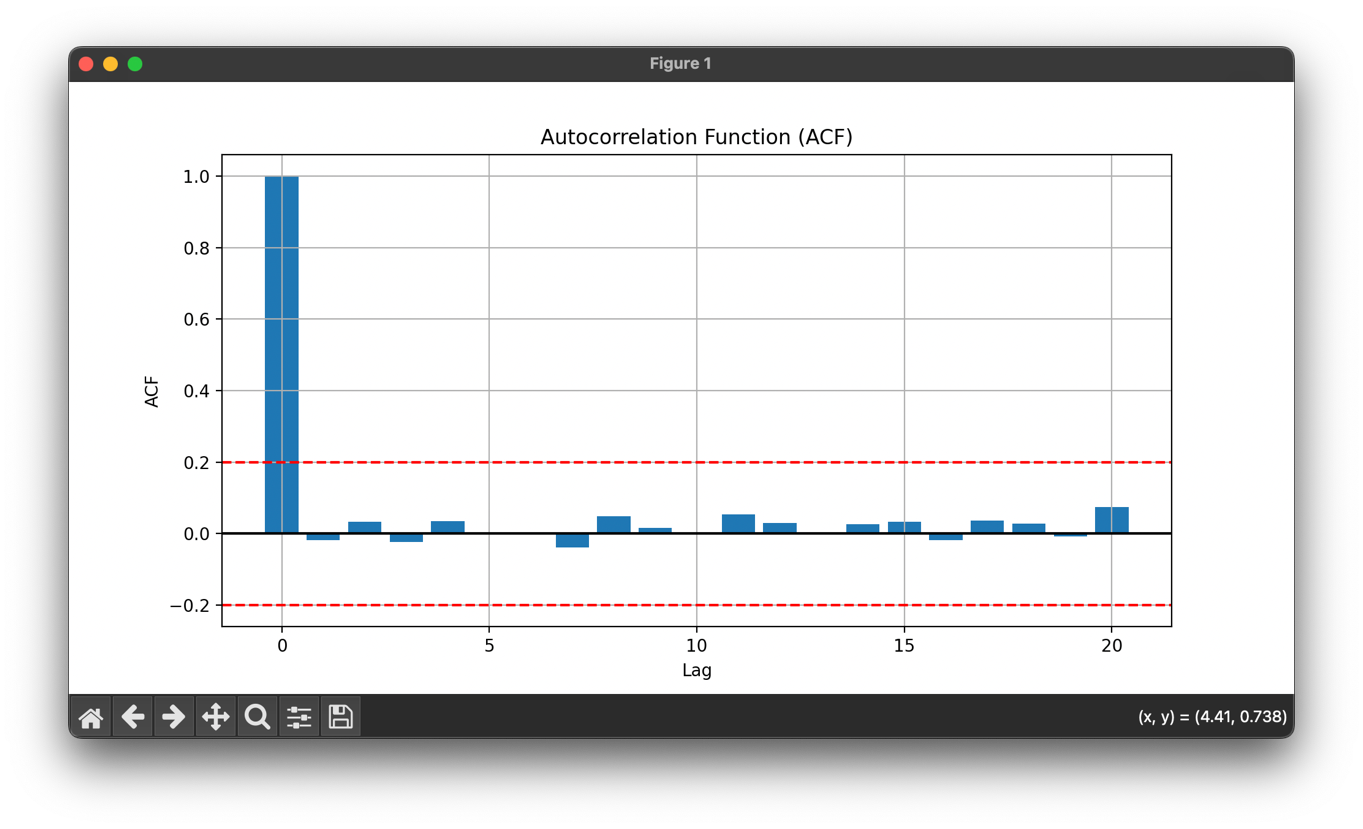 Figure 1
Autocorrelation Function (ACF)
1.0
0.8
0.6
0.4
0.2
0.0
−0.2
ACF
0 5 10 15 20
Lag
(x, y) = (4.41, 0.738)